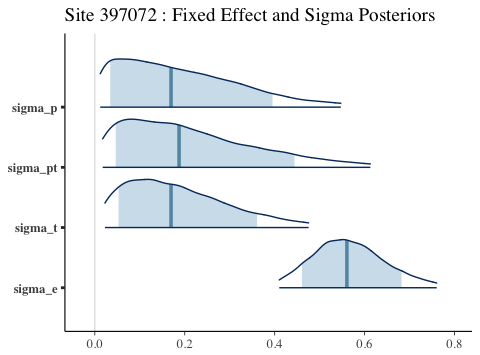 Site 397072 : Fixed Effect and Sigma Posteriors
sigma_p
sigma_pt
sigma_t
sigma_e
0.0 0.2 0.4 0.6 0.8